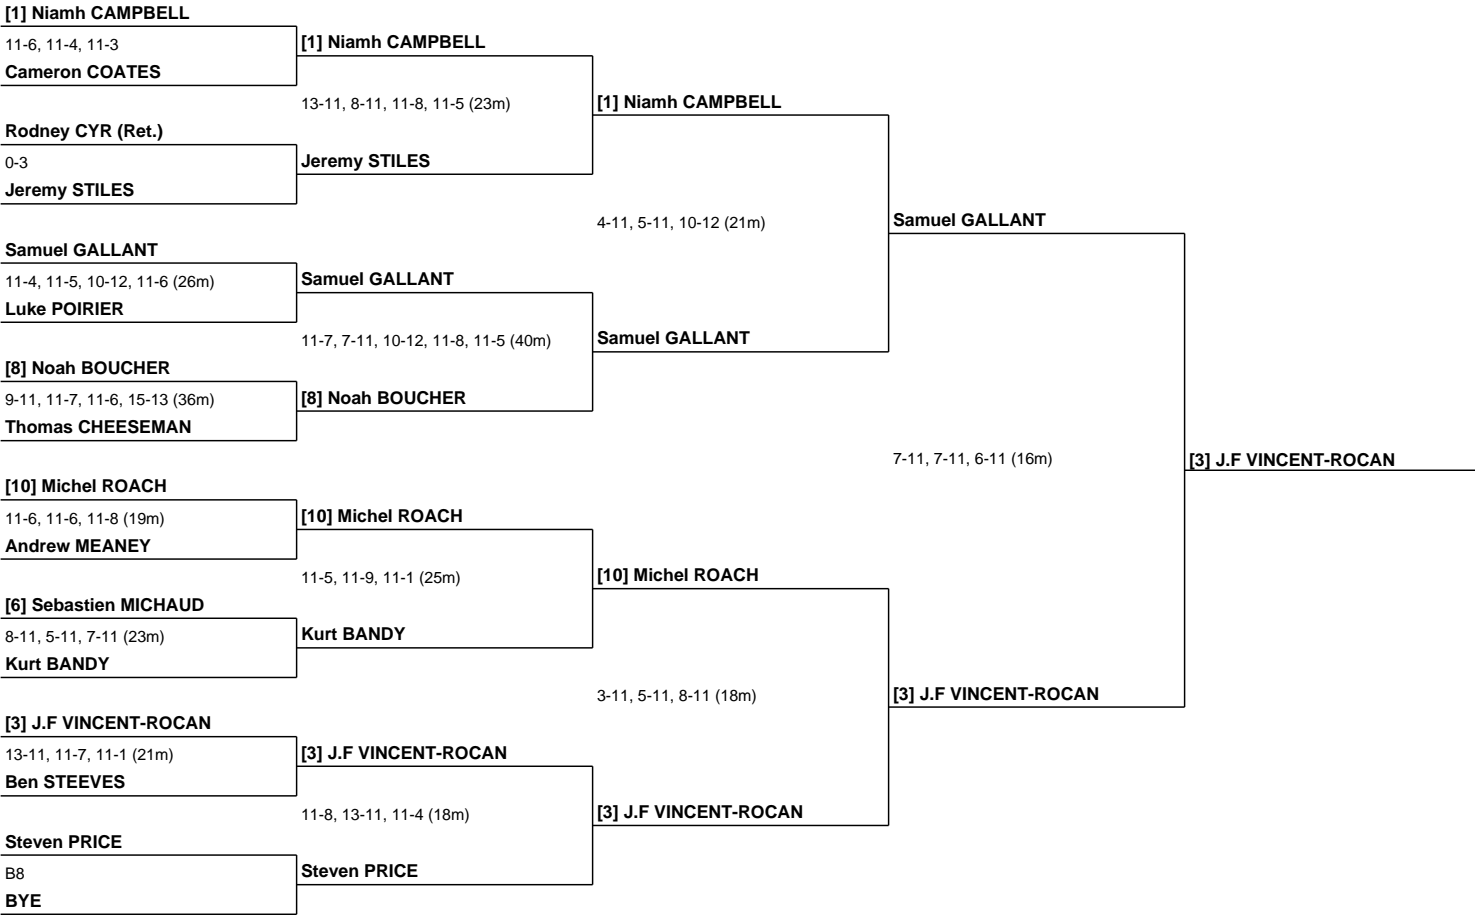 [1] Niamh CAMPBELL
11-6, 11-4, 11-3
Cameron COATES
Rodney CYR (Ret.)
0-3
Jeremy STILES
Samuel GALLANT
11-4, 11-5, 10-12, 11-6 (26m)
Luke POIRIER
[8] Noah BOUCHER
9-11, 11-7, 11-6, 15-13 (36m)
Thomas CHEESEMAN
[10] Michel ROACH
11-6, 11-6, 11-8 (19m)
Andrew MEANEY
[6] Sebastien MICHAUD
8-11, 5-11, 7-11 (23m)
Kurt BANDY
[3] J.F VINCENT-ROCAN
13-11, 11-7, 11-1 (21m)
Ben STEEVES
Steven PRICE
B8
BYE
[1] Niamh CAMPBELL
13-11, 8-11, 11-8, 11-5 (23m)
Jeremy STILES
Samuel GALLANT
11-7, 7-11, 10-12, 11-8, 11-5 (40m)
[8] Noah BOUCHER
[10] Michel ROACH
11-5, 11-9, 11-1 (25m)
Kurt BANDY
[3] J.F VINCENT-ROCAN
11-8, 13-11, 11-4 (18m)
Steven PRICE
[1] Niamh CAMPBELL
4-11, 5-11, 10-12 (21m)
Samuel GALLANT
[10] Michel ROACH
3-11, 5-11, 8-11 (18m)
[3] J.F VINCENT-ROCAN
Samuel GALLANT
7-11, 7-11, 6-11 (16m)
[3] J.F VINCENT-ROCAN
[3] J.F VINCENT-ROCAN